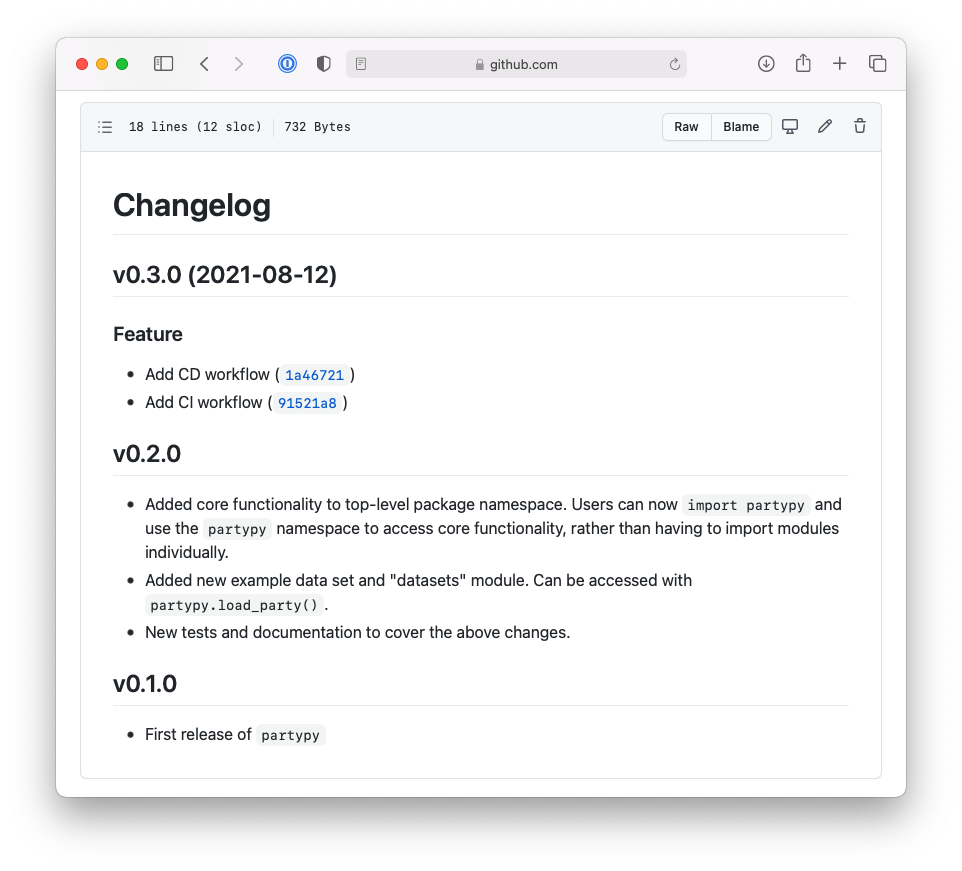 github.com
18 lines (12 sloc) 732 Bytes Raw Blame
Changelog
v0.3.0 (2021-08-12)
Feature
Add CD workflow ( 1a46721 )
Add CI workflow ( 91521a8 )
v0.2.0
Added core functionality to top-level package namespace. Users can now import partypy and
use the partypy namespace to access core functionality, rather than having to import modules
individually.
Added new example data set and "datasets" module. Can be accessed with
partypy.load_party() .
New tests and documentation to cover the above changes.
v0.1.0
First release of partypy